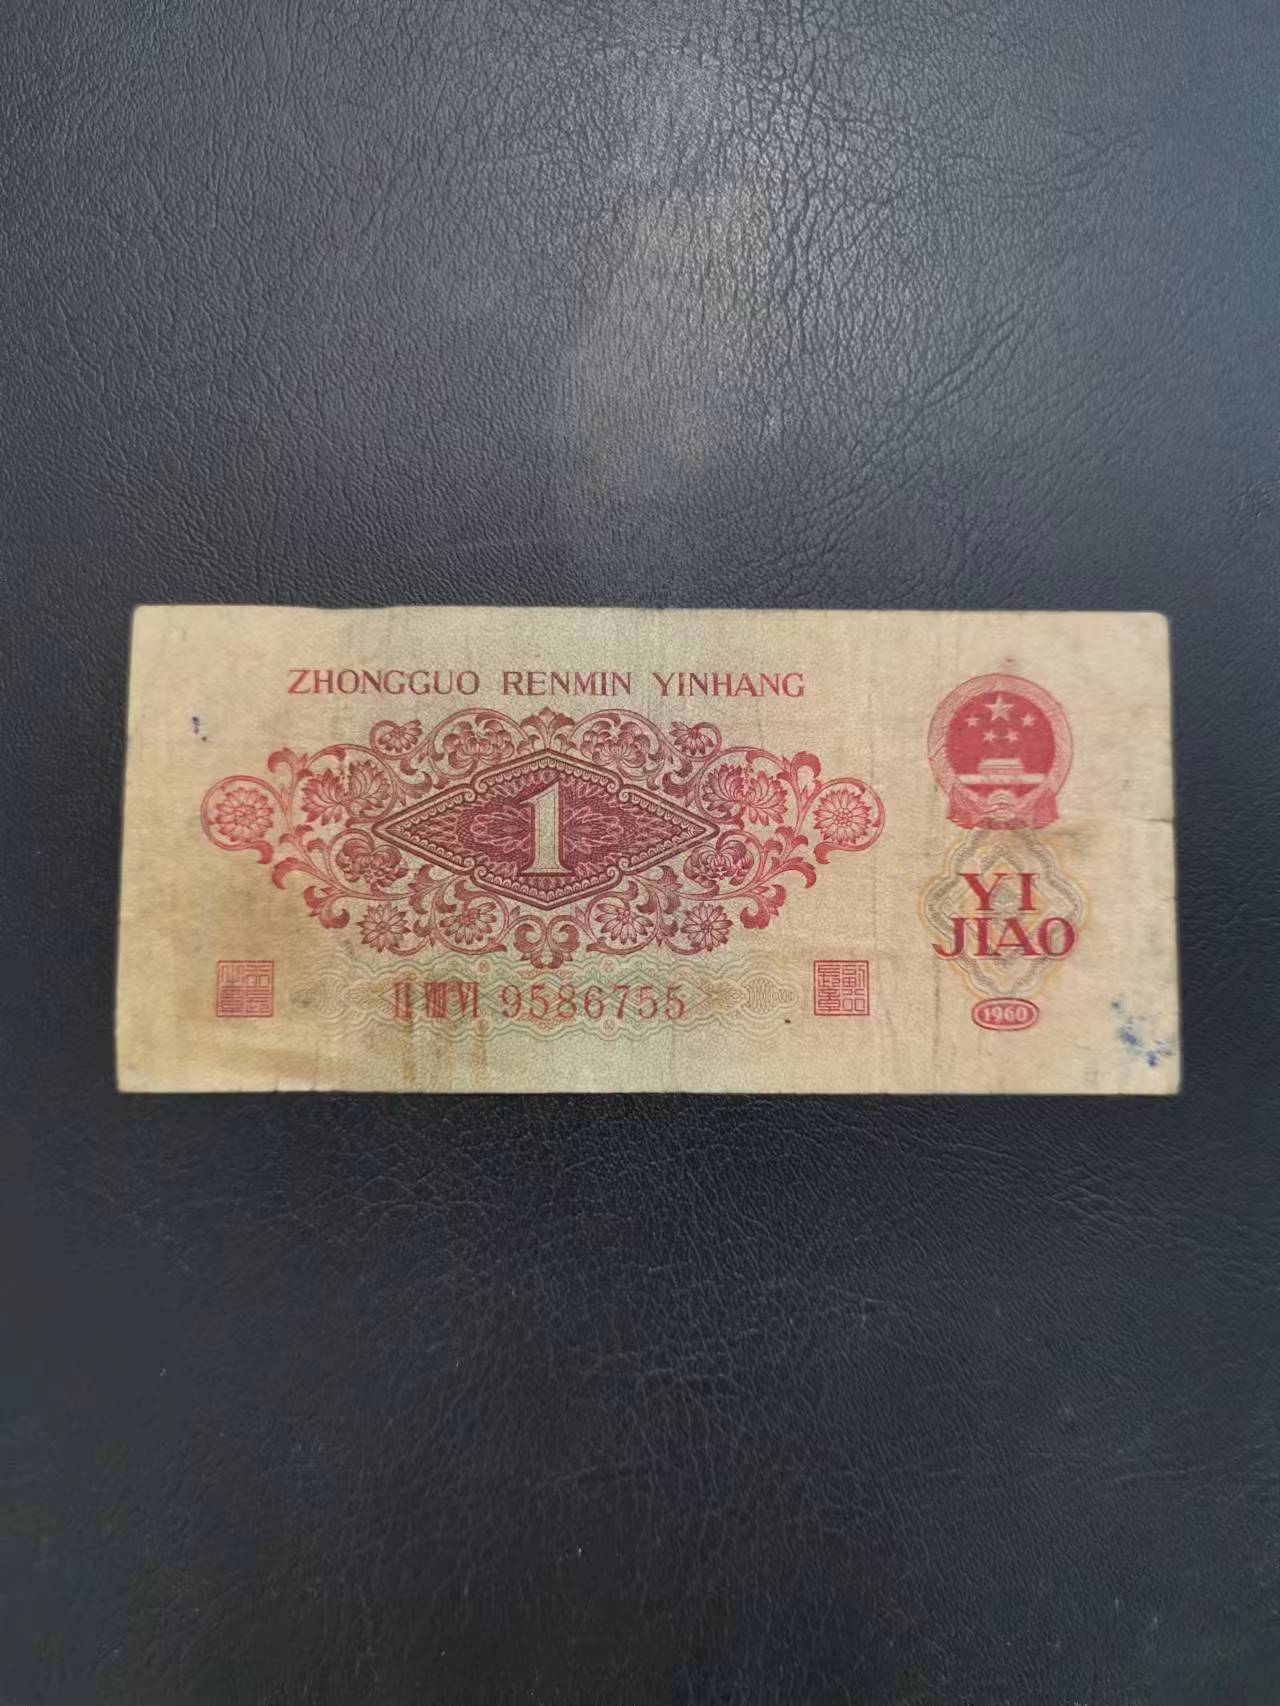 ZHONGGUO RENMIN YINHANG
1
YI
JIAO
II VIII VI 9586755
1960